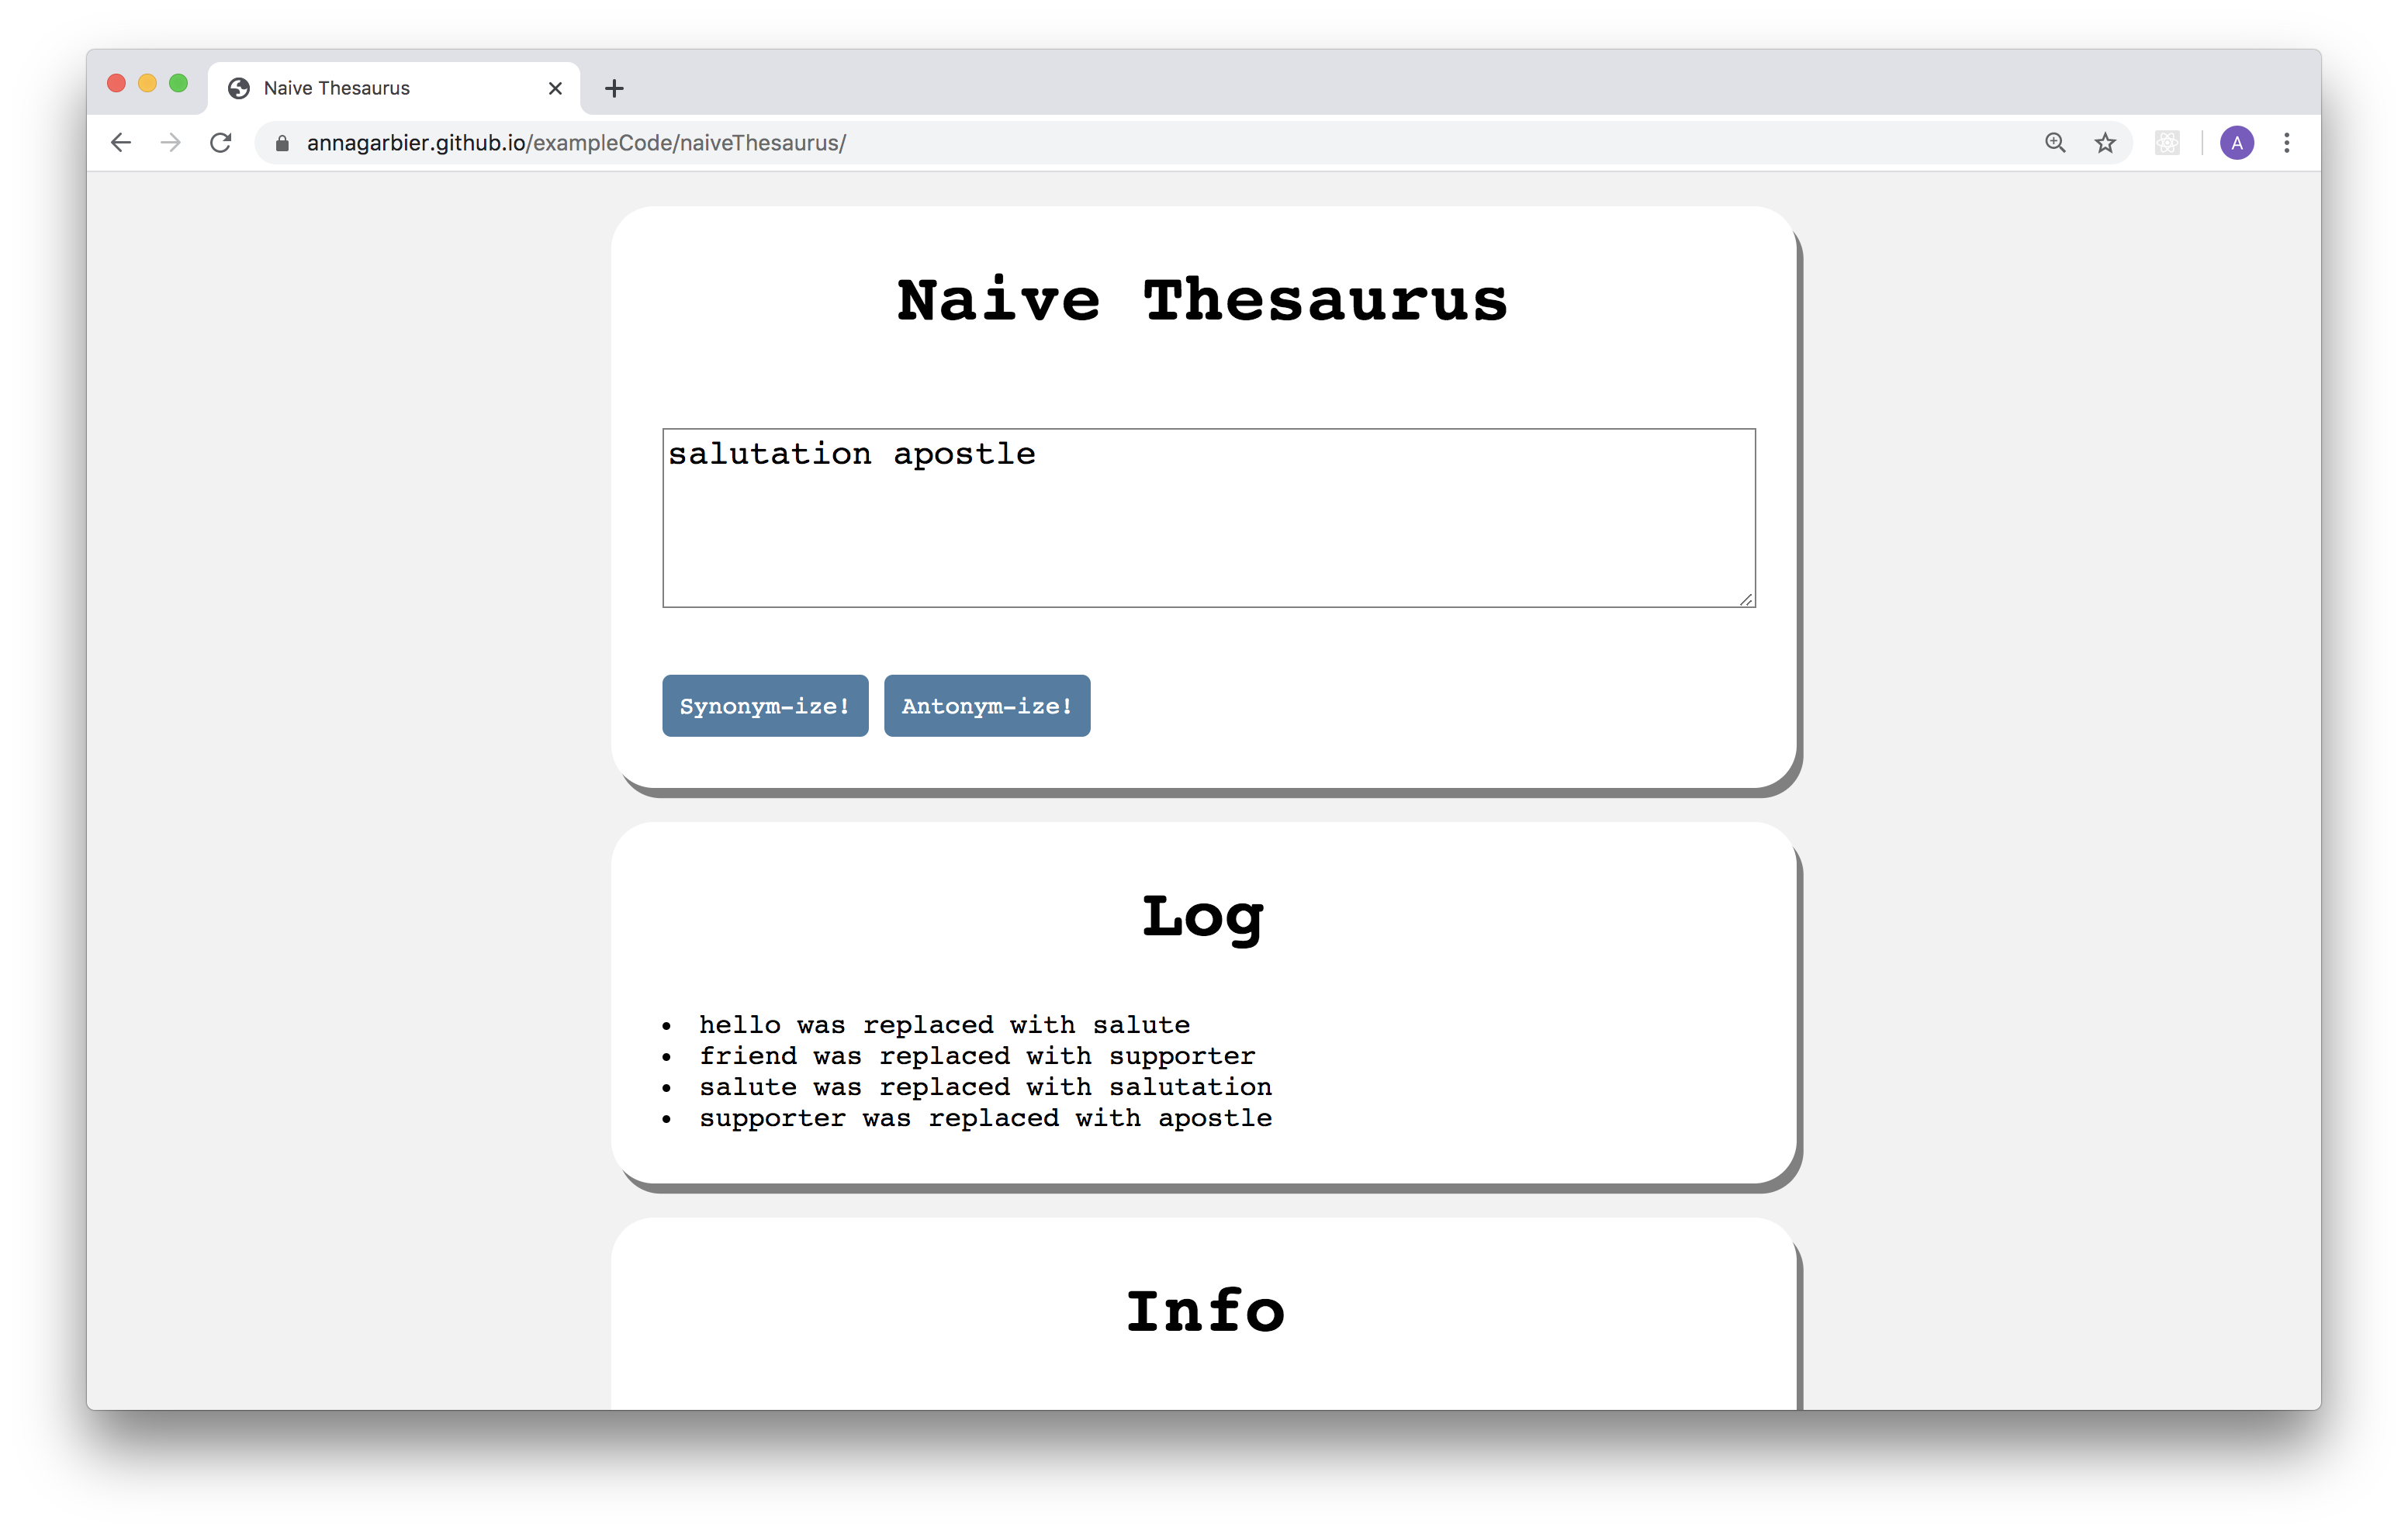 Naive Thesaurus
annagarbier.github.io/exampleCode/naiveThesaurus/
A
Naive Thesaurus
salutation apostle
Synonym-ize! Antonym-ize!
Log
• hello was replaced with salute
• friend was replaced with supporter
• salute was replaced with salutation
• supporter was replaced with apostle
Info